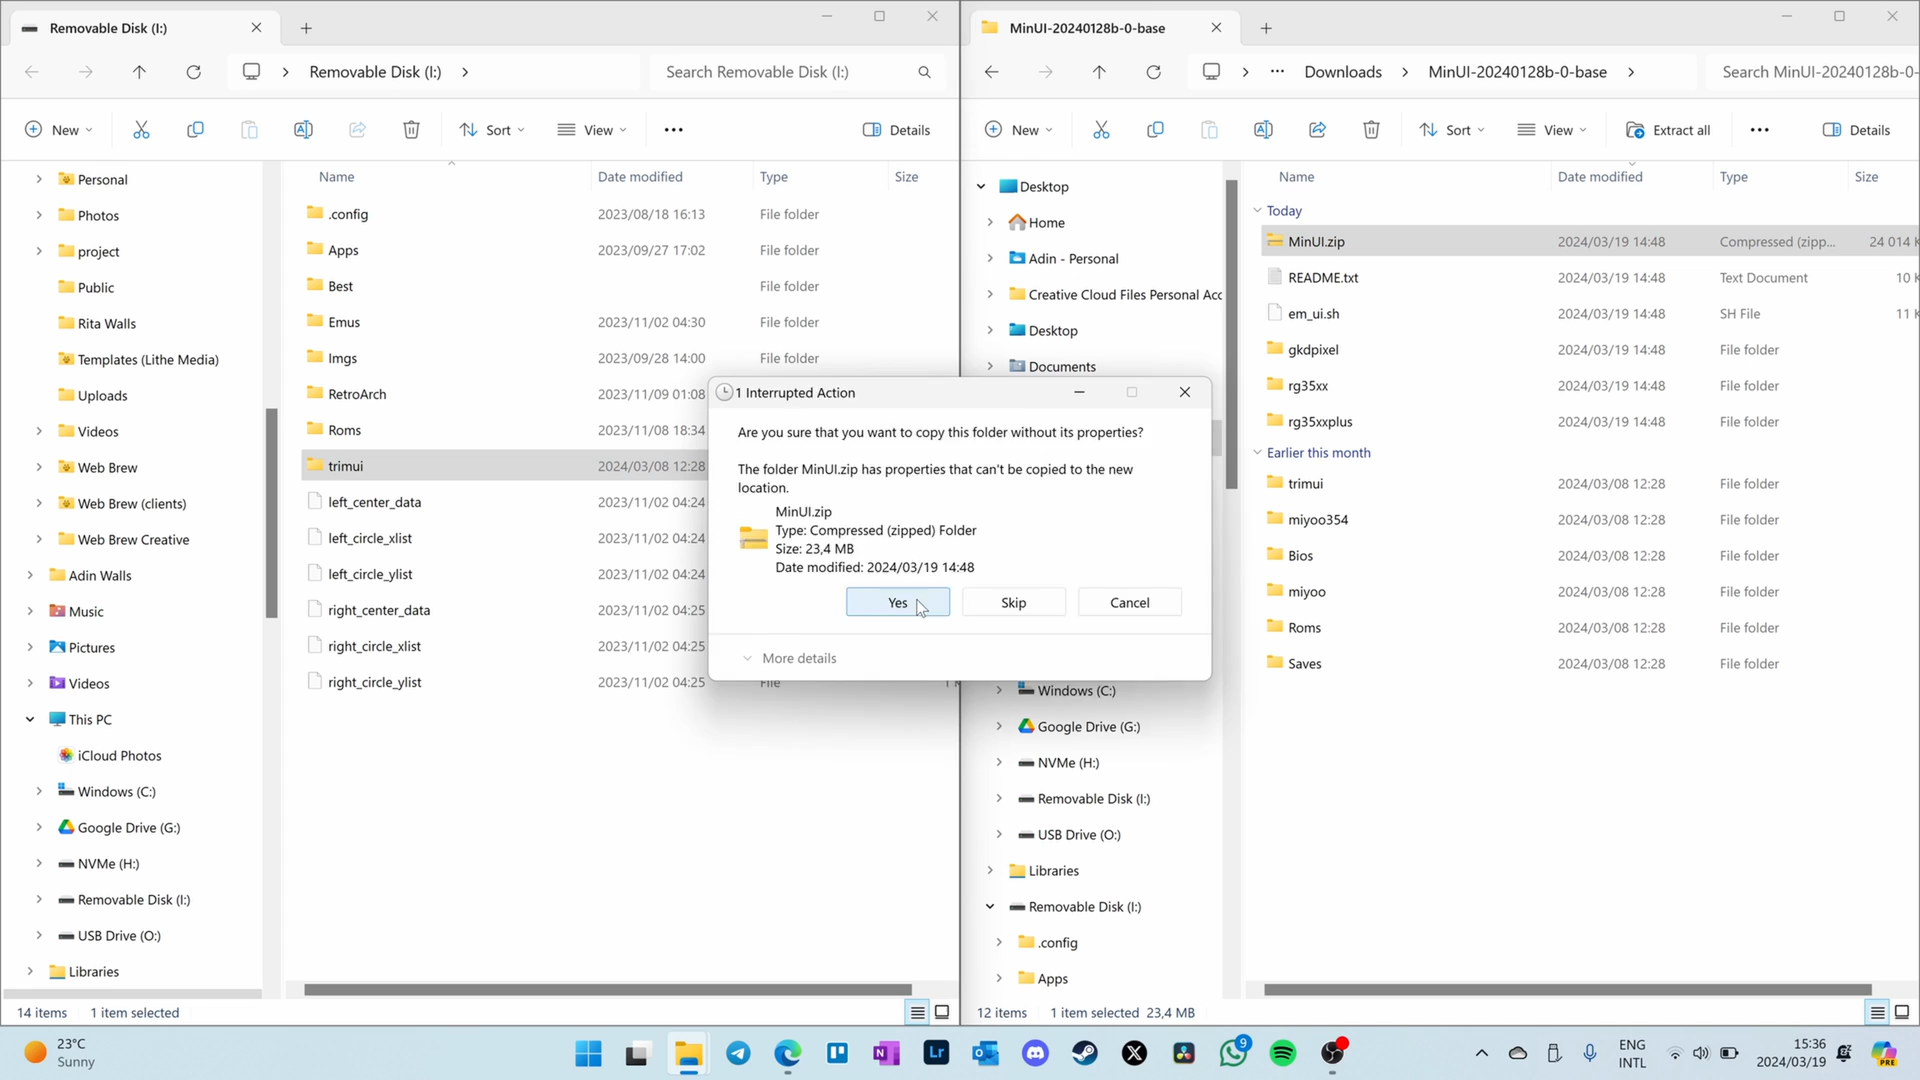 Removable Disk (I:)
MinUI-20240128b-0-base
Removable Disk (I:)
Search Removable Disk (I:)
Downloads
MinUI-20240128b-0-base
Search MinUI-20240128b-0-
New
Sort
View
Details
New
Sort
View
Extract all
Details
Personal
Photos
project
Public
Rita Walls
Templates (Lithe Media)
Uploads
Videos
Web Brew
Web Brew (clients)
Web Brew Creative
Adin Walls
Music
Pictures
Videos
This PC
iCloud Photos
Windows (C:)
Google Drive (G:)
NVMe (H:)
Removable Disk (I:)
USB Drive (O:)
Libraries
Name Date modified Type Size
.config 2023/08/18 16:13 File folder
Apps 2023/09/27 17:02 File folder
Best File folder
Emus 2023/11/02 04:30 File folder
Imgs 2023/09/28 14:00 File folder
RetroArch 2023/11/09 01:08
Roms 2023/11/08 18:34
trimui 2024/03/08 12:28
left_center_data 2023/11/02 04:24
left_circle_xlist 2023/11/02 04:24
left_circle_ylist 2023/11/02 04:24
right_center_data 2023/11/02 04:25
right_circle_xlist 2023/11/02 04:25
right_circle_ylist 2023/11/02 04:25 File
14 items 1 item selected
1 Interrupted Action
Are you sure that you want to copy this folder without its properties?
The folder MinUI.zip has properties that can't be copied to the new
location.
MinUI.zip
Type: Compressed (zipped) Folder
Size: 23,4 MB
Date modified: 2024/03/19 14:48
Yes
Skip
Cancel
More details
Desktop
Home
Adin - Personal
Creative Cloud Files Personal Acc
Desktop
Documents
Windows (C:)
Google Drive (G:)
NVMe (H:)
Removable Disk (I:)
USB Drive (O:)
Libraries
Removable Disk (I:)
.config
Apps
Name Date modified Type Size
Today
MinUI.zip 2024/03/19 14:48 Compressed (zipp... 24 014 K
README.txt 2024/03/19 14:48 Text Document 10 K
em_ui.sh 2024/03/19 14:48 SH File 11 K
gkdpixel 2024/03/19 14:48 File folder
rg35xx 2024/03/19 14:48 File folder
rg35xxplus 2024/03/19 14:48 File folder
Earlier this month
trimui 2024/03/08 12:28 File folder
miyoo354 2024/03/08 12:28 File folder
Bios 2024/03/08 12:28 File folder
miyoo 2024/03/08 12:28 File folder
Roms 2024/03/08 12:28 File folder
Saves 2024/03/08 12:28 File folder
12 items 1 item selected 23,4 MB
23°C
Sunny
Lr
9
ENG
INTL
15:36
2024/03/19
PRE